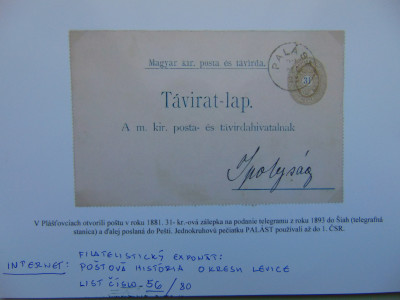 Magyar kir. posta és távirda.
PALÁST
31
Távirat-lap.
A m. kir. posta- és távirdahivatalnak
Ipolyság
V Plášťovciach otvorili poštu v roku 1881. 31- kr.-ová zálepka na podanie telegramu z roku 1893 do Šiah (telegrafná
stanica) a ďalej poslaná do Pešti. Jednokruhovú pečiatku PALÁST používali až do 1. ČSR.
FILATELISTICKÝ EXPONÁT:
INTERNET: POŠTOVÁ HISTÓRIA OKRESU LEVICE
LIST ČÍSLO 56/80